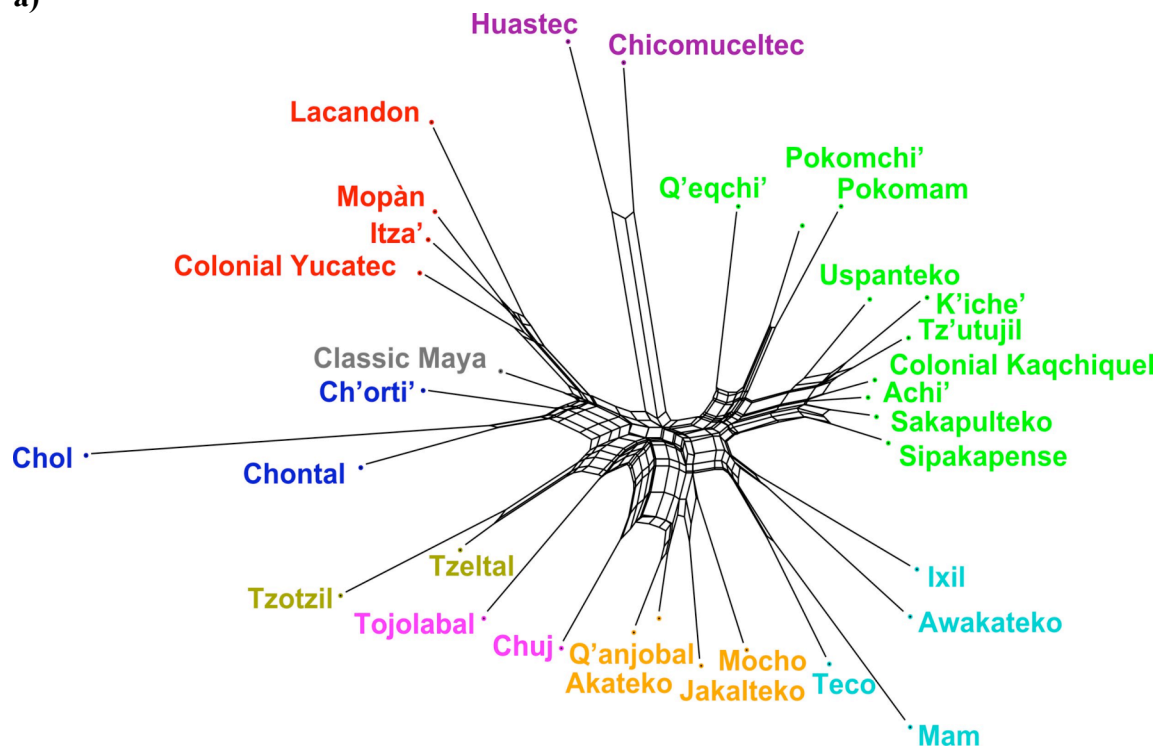 a)
Huastec
Chicomuceltec
Lacandon
Pokomchi’
Q’eqchi’
Pokomam
Mopàn
Itza’
Colonial Yucatec
Uspanteko
K’iche’
Tz’utujil
Classic Maya
Colonial Kaqchiquel
Ch’orti’
Achi’
Sakapulteko
Chol
Sipakapense
Chontal
Tzeltal
Ixil
Tzotzil
Tojolabal
Awakateko
Chuj
Q’anjobal
Mocho
Akateko
Jakalteko
Teco
Mam